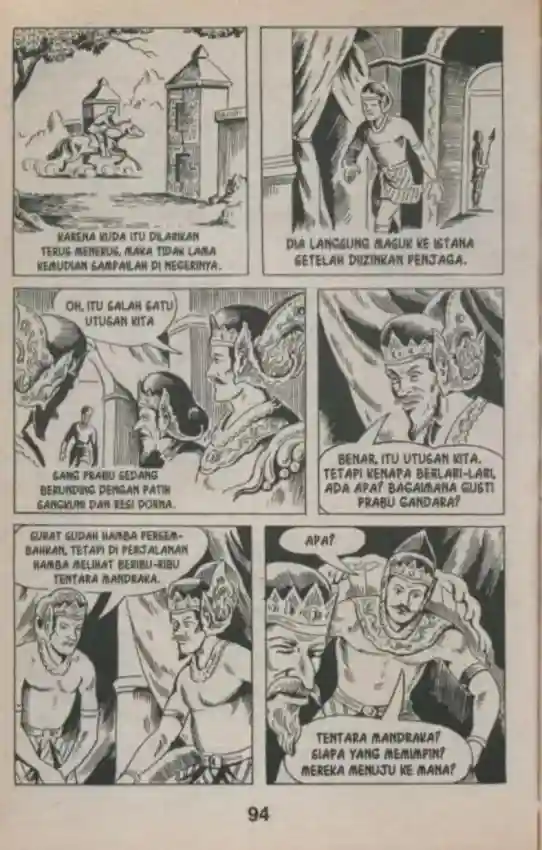 KARENA KUDA ITU DILARIKAN
TERUS MENERUS, MAKA TIDAK LAMA
KEMUDIAN SAMPAILAH DI NEGERINYA.
DIA LANGSUNG MASUK KE ISTANA
SETELAH DIIZINKAN PENJAGA.
OH, ITU SALAH SATU
UTUSAN KITA
SANG PRABU SEDANG
BERUNDING DENGAN PATIH
SANGKUNI DAN RESI DORNA.
BENAR, ITU UTUSAN KITA.
TETAPI KENAPA BERLARI-LARI,
ADA APA? BAGAIMANA GUSTI
PRABU GANDARA?
SURAT SUDAH HAMBA PERSEM-
BAHKAN, TETAPI DI PERJALANAN
HAMBA MELIHAT BERIBU-RIBU
TENTARA MANDRAKA.
APA?
TENTARA MANDRAKA?
SIAPA YANG MEMIMPIN?
MEREKA MENUJU KE MANA?
94